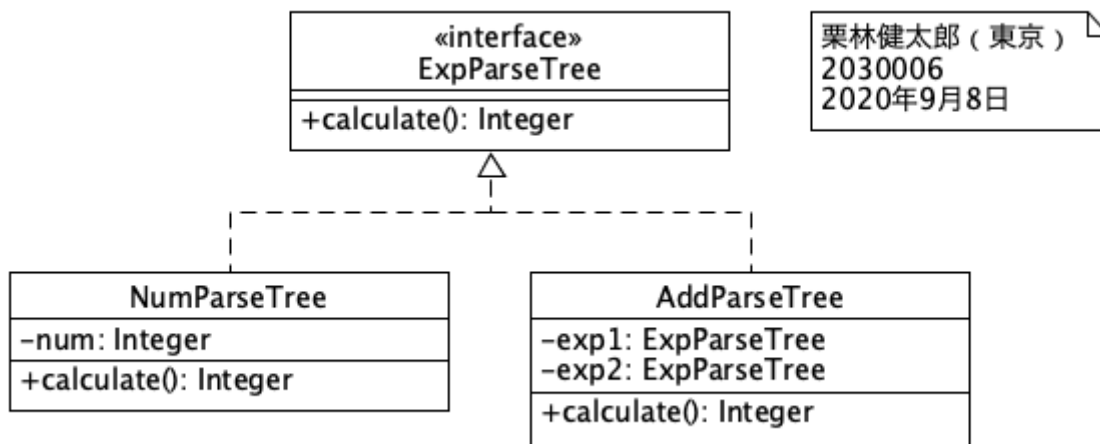 «interface»
ExpParseTree
+calculate(): Integer
栗林健太郎（東京）
2030006
2020年9月8日
NumParseTree
-num: Integer
+calculate(): Integer
AddParseTree
-exp1: ExpParseTree
-exp2: ExpParseTree
+calculate(): Integer